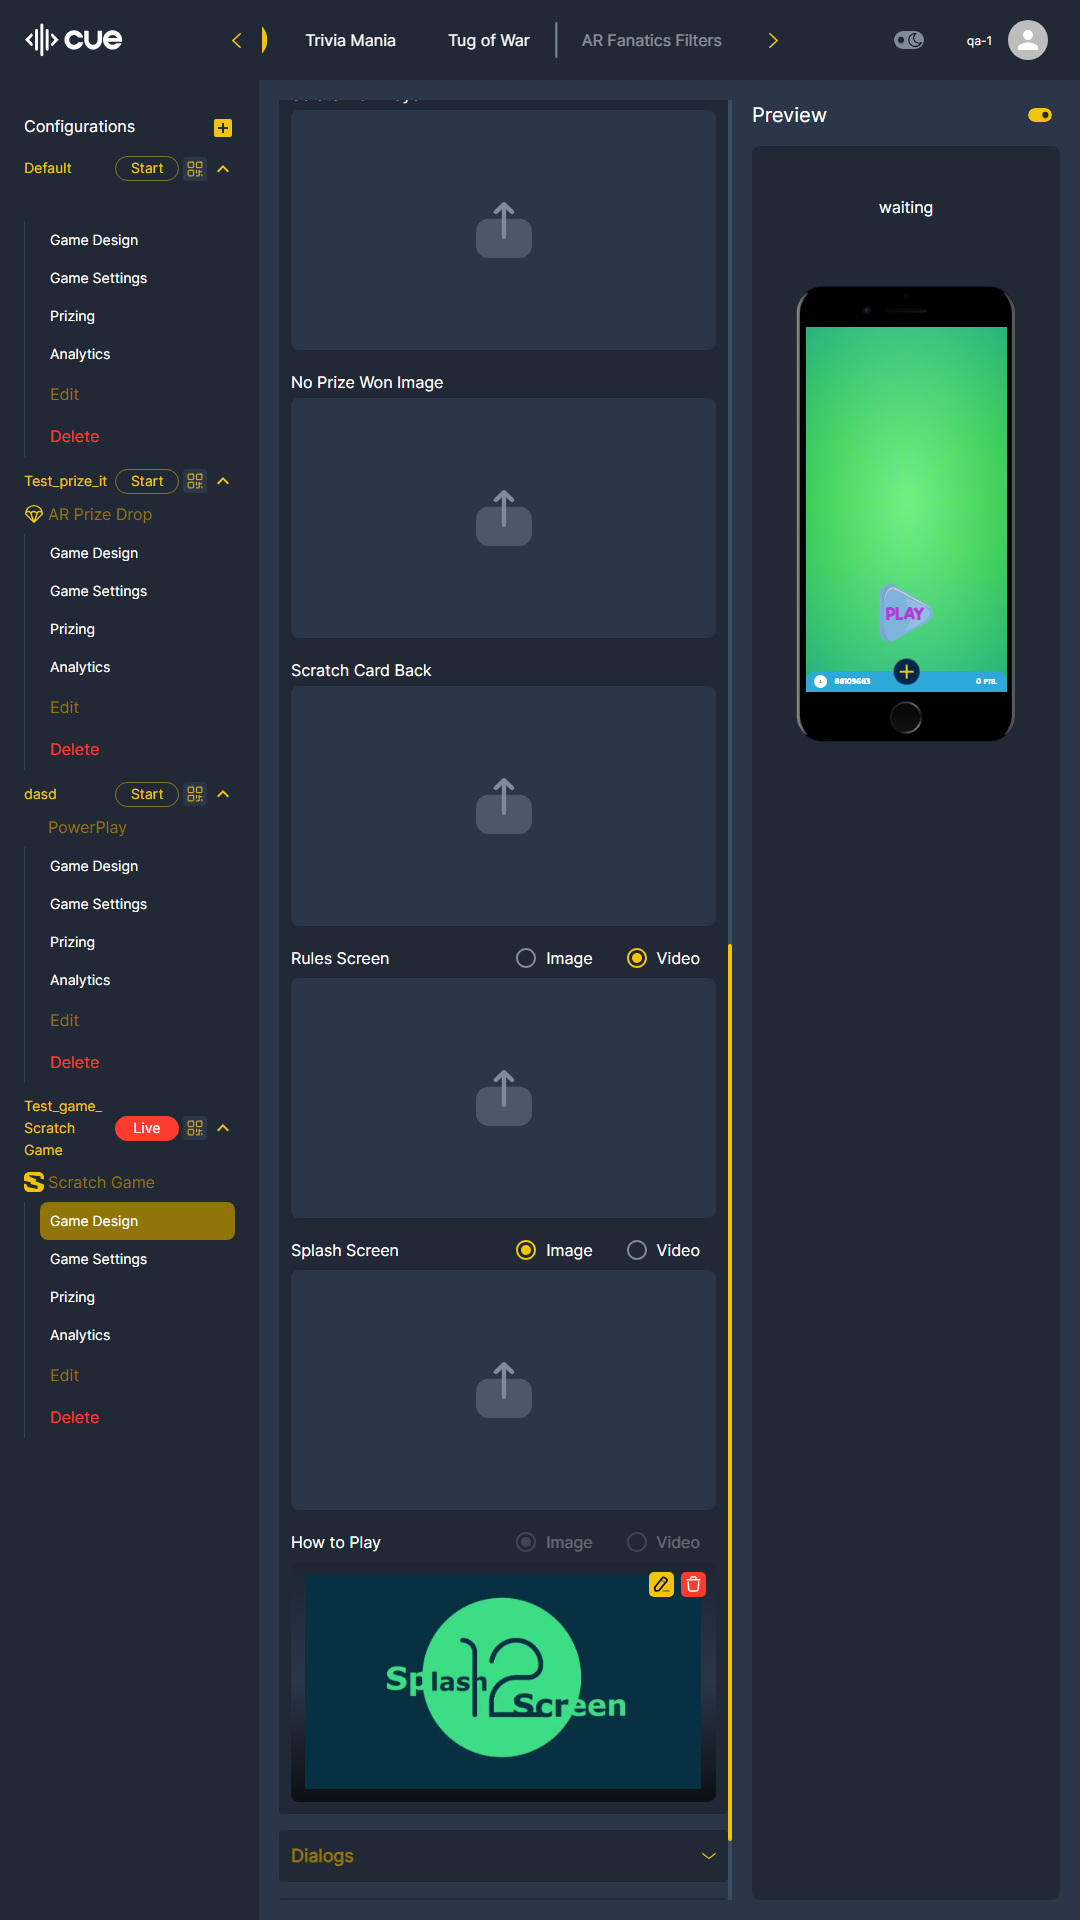 cue
Trivia Mania
Tug of War
AR Fanatics Filters
qa-1
Configurations
Default
Start
Game Design
Game Settings
Prizing
Analytics
Edit
Delete
Test_prize_it
Start
AR Prize Drop
Game Design
Game Settings
Prizing
Analytics
Edit
Delete
dasd
Start
PowerPlay
Game Design
Game Settings
Prizing
Analytics
Edit
Delete
Test_game_
Scratch
Game
Live
Scratch Game
Game Design
Game Settings
Prizing
Analytics
Edit
Delete
No Prize Won Image
Scratch Card Back
Rules Screen
Image
Video
Splash Screen
Image
Video
How to Play
Image
Video
Splash 12 Screen
Dialogs
Preview
waiting
PLAY
88109683
0 PTS.